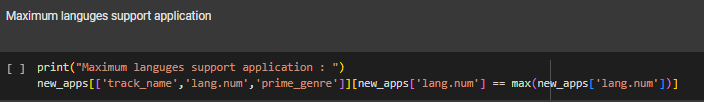 Maximum languges support application
[ ] print("Maximum languges support application : ")
new_apps[['track_name','lang.num','prime_genre']][new_apps['lang.num'] == max(new_apps['lang.num'])]